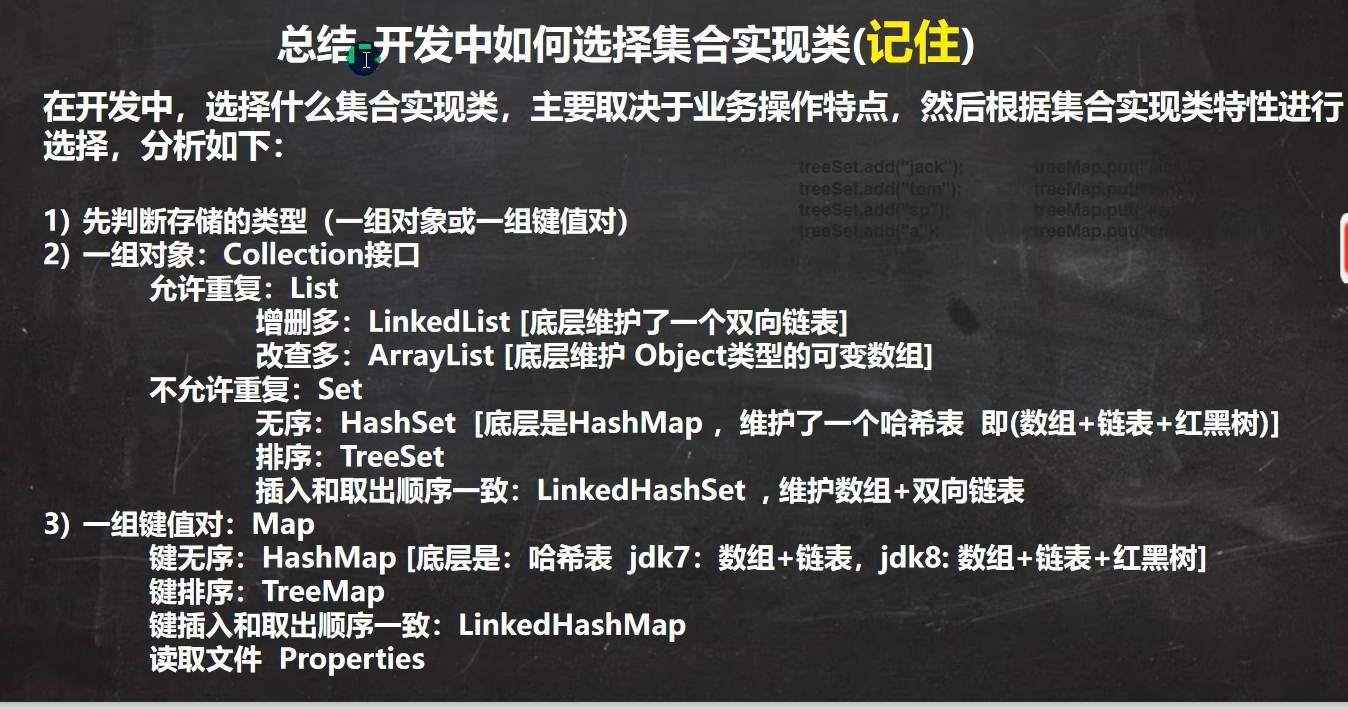 总结-开发中如何选择集合实现类(记住)
在开发中，选择什么集合实现类，主要取决于业务操作特点，然后根据集合实现类特性进行
选择，分析如下：
treeSet.add("jack");
treeSet.add("tom");
treeSet.add("sp");
treeSet.add("a");
treeMap.put("
treeMap.put("
treeMap.put("
treeMap.put("
1) 先判断存储的类型（一组对象或一组键值对）
2) 一组对象：Collection接口
允许重复：List
增删多：LinkedList [底层维护了一个双向链表]
改查多：ArrayList [底层维护 Object类型的可变数组]
不允许重复：Set
无序：HashSet [底层是HashMap ，维护了一个哈希表 即(数组+链表+红黑树)]
排序：TreeSet
插入和取出顺序一致：LinkedHashSet ，维护数组+双向链表
3) 一组键值对：Map
键无序：HashMap [底层是：哈希表 jdk7：数组+链表，jdk8: 数组+链表+红黑树]
键排序：TreeMap
键插入和取出顺序一致：LinkedHashMap
读取文件 Properties